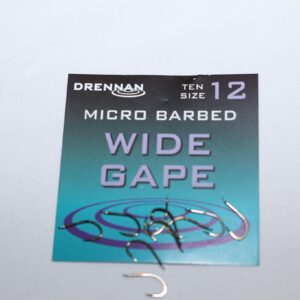 DRENNAN
TEN SIZE 12
MICRO BARBED
WIDE
GAPE